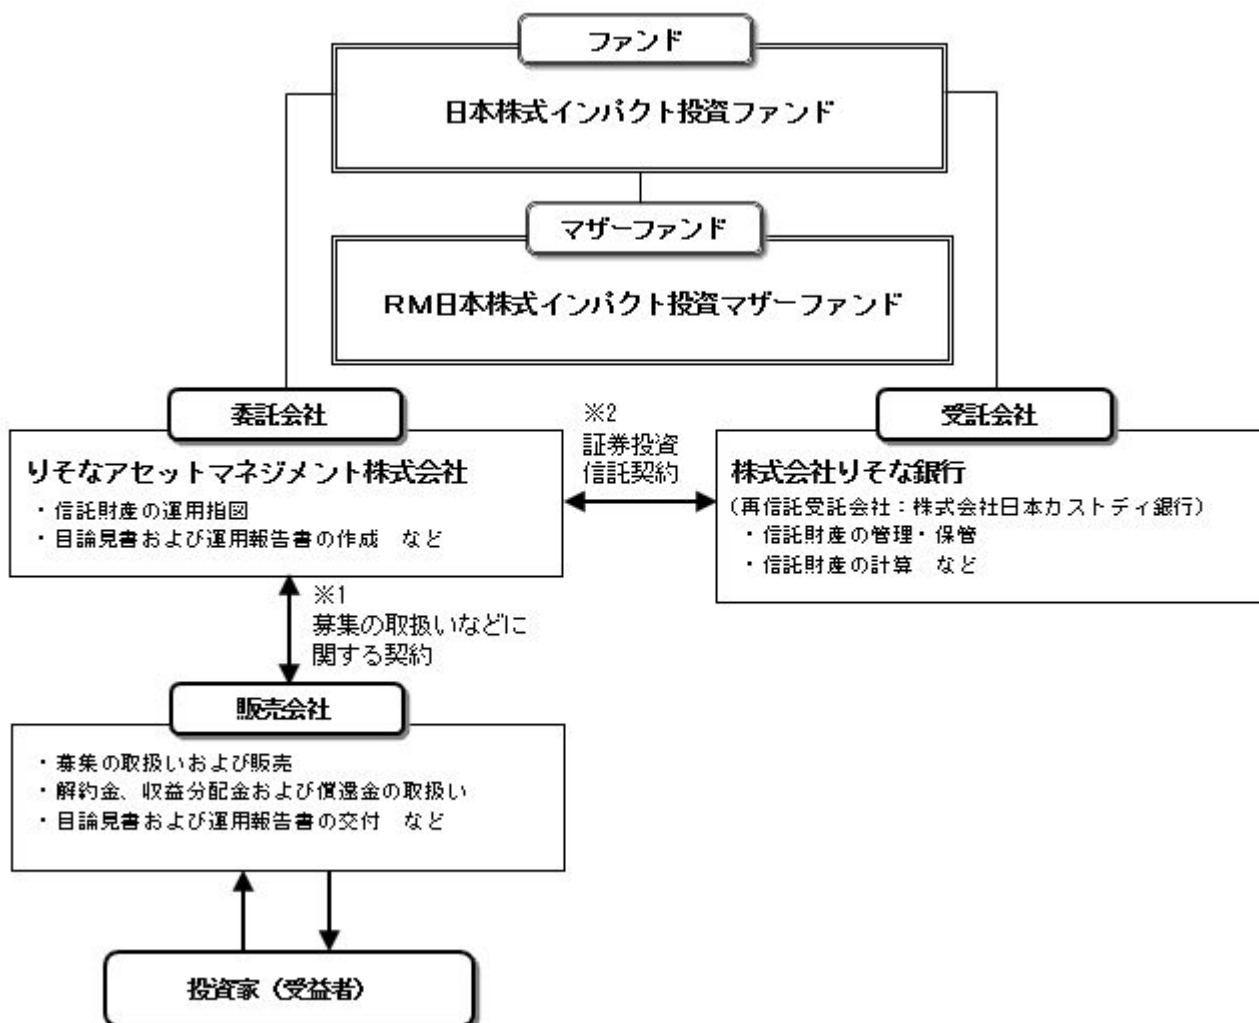 ファンド
日本株式インパクト投資ファンド
マザーファンド
RM日本株式インパクト投資マザーファンド
委託会社
りそなアセットマネジメント株式会社
・信託財産の運用指図
・目論見書および運用報告書の作成 など
※2
証券投資
信託契約
受託会社
株式会社りそな銀行
(再信託受託会社:株式会社日本カストディ銀行)
・信託財産の管理・保管
・信託財産の計算 など
※1
募集の取扱いなどに
関する契約
販売会社
・募集の取扱いおよび販売
・解約金、収益分配金および償還金の取扱い
・目論見書および運用報告書の交付 など
投資家(受益者)